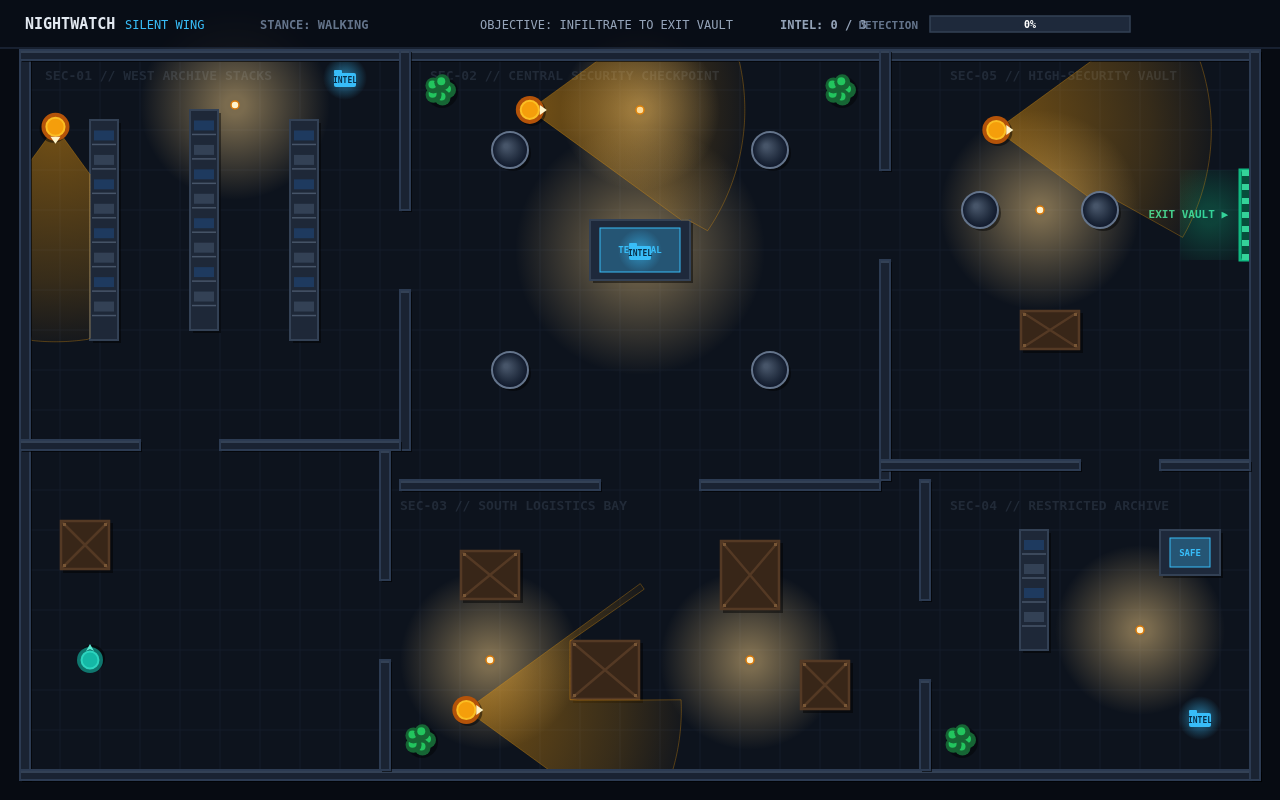 NIGHTWATCH SILENT WING STANCE: WALKING OBJECTIVE: INFILTRATE TO EXIT VAULT INTEL: 0 / 3 DETECTION 0%
SEC-01 // WEST ARCHIVE STACKS
INTEL
SEC-02 // CENTRAL SECURITY CHECKPOINT
SEC-05 // HIGH-SECURITY VAULT
EXIT VAULT ▶
INTEL
SEC-03 // SOUTH LOGISTICS BAY
SEC-04 // RESTRICTED ARCHIVE
SAFE
INTEL